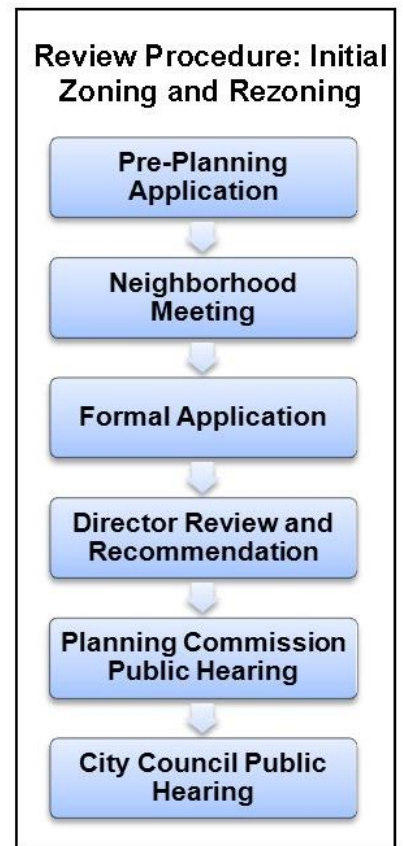 Review Procedure: Initial
Zoning and Rezoning
Pre-Planning
Application
Neighborhood
Meeting
Formal Application
Director Review and
Recommendation
Planning Commission
Public Hearing
City Council Public
Hearing